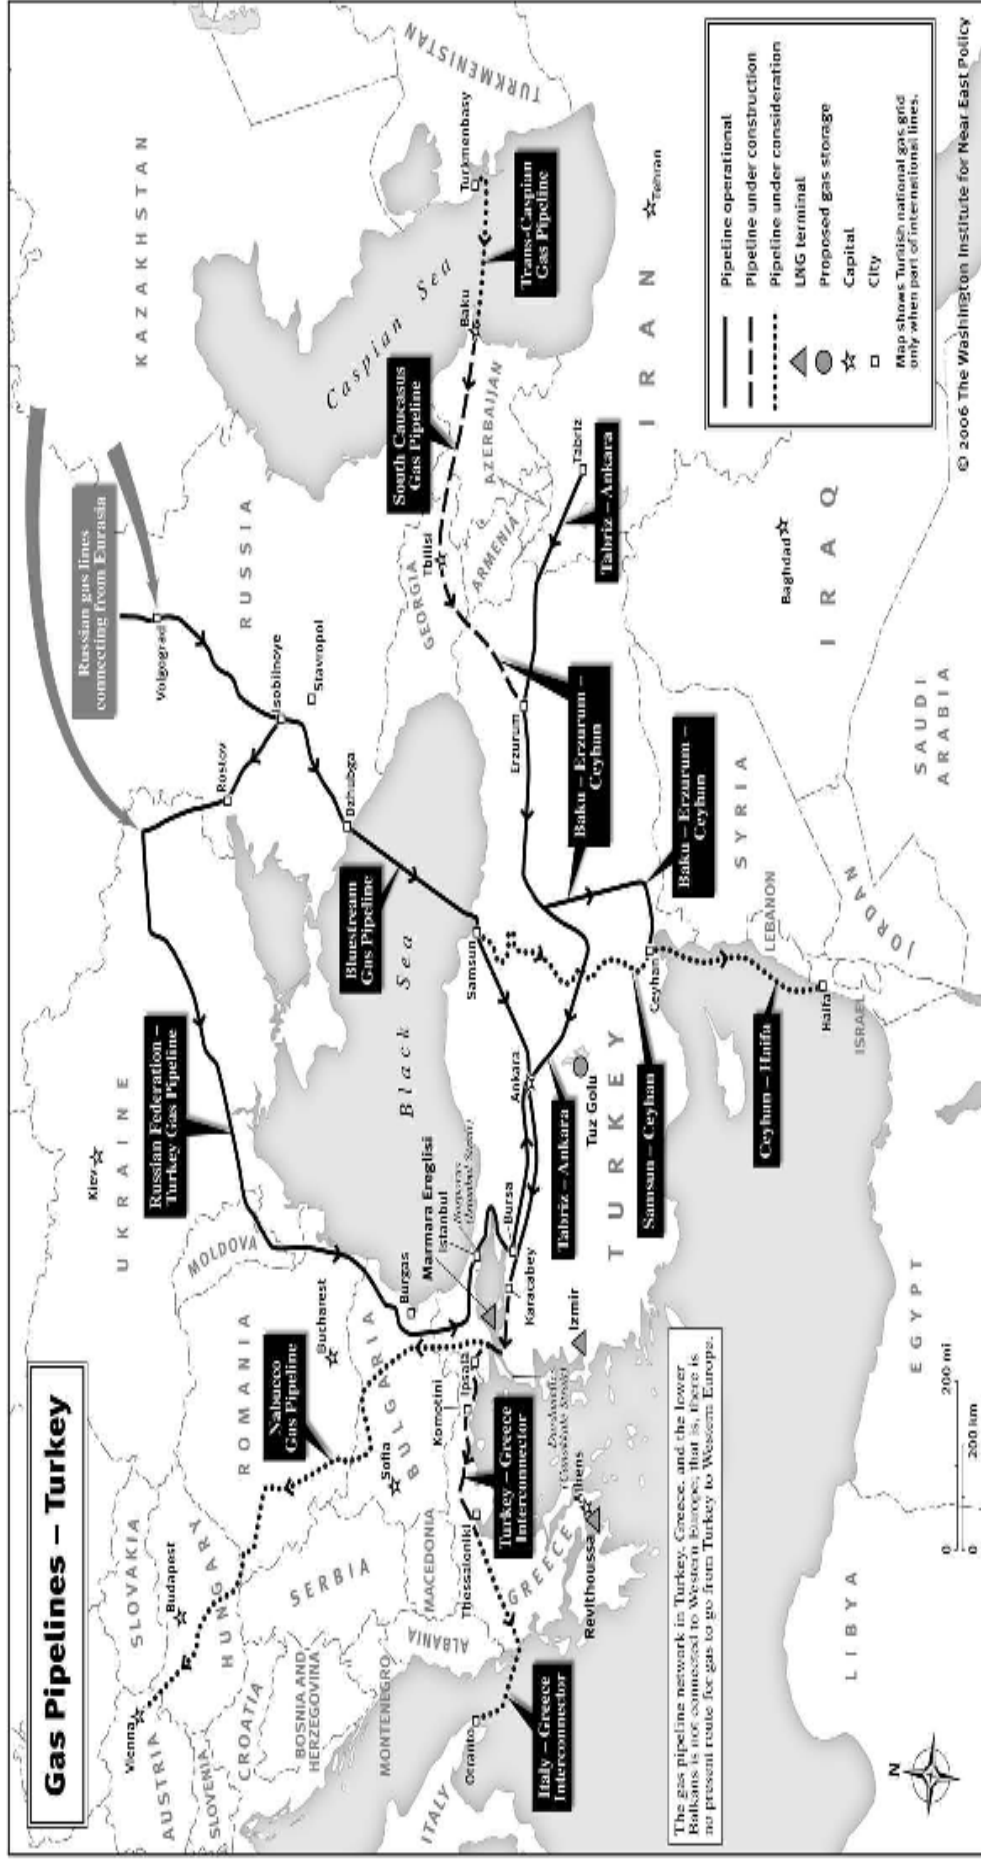 Gas Pipelines – Turkey
Russian gas lines
connecting from Eurasia
KAZAKHSTAN
TURKMENISTAN
RUSSIA
UKRAINE
MOLDOVA
ROMANIA
SLOVAKIA
HUNGARY
AUSTRIA
SLOVENIA
CROATIA
BOSNIA AND
HERZEGOVINA
SERBIA
MONTENEGRO
ALBANIA
MACEDONIA
BULGARIA
GREECE
ITALY
TURKEY
GEORGIA
ARMENIA
AZERBAIJAN
IRAN
IRAQ
SYRIA
LEBANON
ISRAEL
JORDAN
SAUDI
ARABIA
EGYPT
LIBYA
Black Sea
Caspian Sea
Vienna
Budapest
Kiev
Bucharest
Sofia
Burgas
Volgograd
Isobilnoye
Stavropol
Rostow
Dzhubga
Samsun
Ankara
Marmara Ereglisi
Istanbul
Bursa
Karacabey
Izmir
Ipsala
Komotini
Thessaloniki
Athens
Revithoussa
Otranto
Tuz Golu
Ceyhan
Haifa
Erzurum
Tbilisi
Baku
Turkmenbasy
Tabriz
Tehran
Baghdad
Russian Federation –
Turkey Gas Pipeline
Nabucco
Gas Pipeline
Bluestream
Gas Pipeline
South Caucasus
Gas Pipeline
Trans-Caspian
Gas Pipeline
Tabriz – Ankara
Baku – Erzurum –
Ceyhan
Baku – Erzurum –
Ceyhan
Tabriz – Ankara
Samsun – Ceyhan
Ceyhan – Haifa
Turkey – Greece
Interconnector
Italy – Greece
Interconnector
The gas pipeline network in Turkey, Greece, and the lower
Balkans is not connected to Western Europe; that is, there is
no present route for gas to go from Turkey to Western Europe.
N
0 200 mi
0 200 km
Pipeline operational
Pipeline under construction
Pipeline under consideration
LNG terminal
Proposed gas storage
Capital
City
Map shows Turkish national gas grid
only when part of international lines.
© 2006 The Washington Institute for Near East Policy